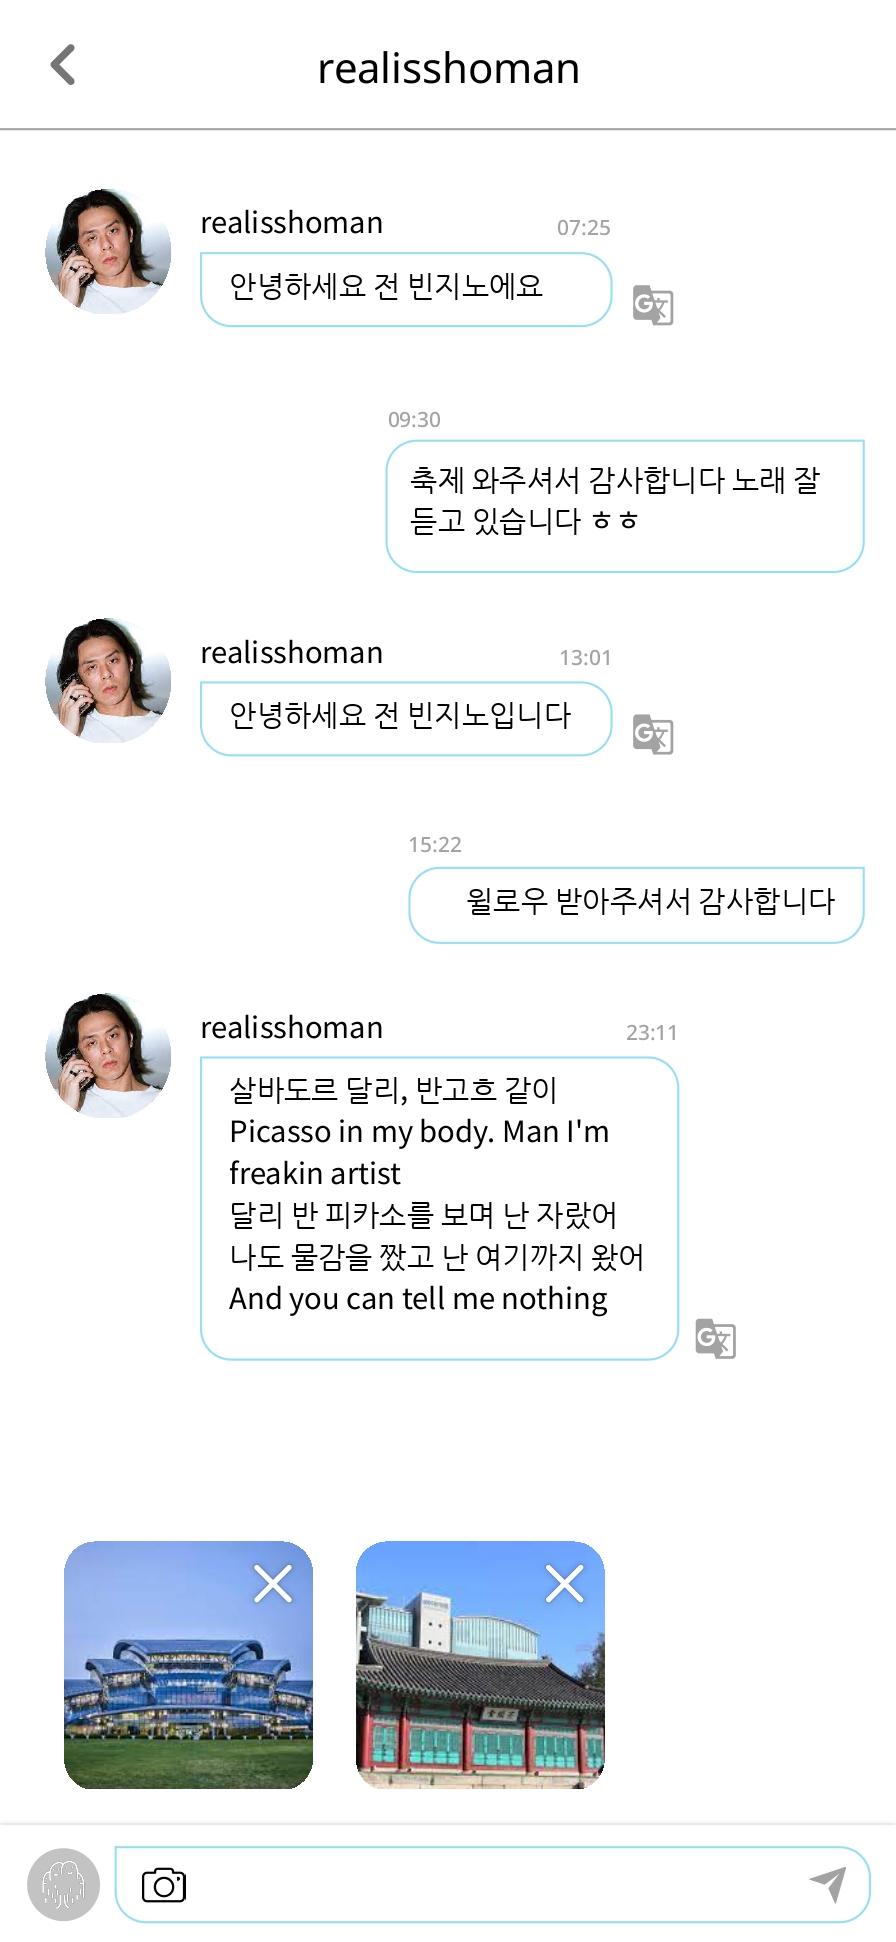 realisshoman
realisshoman
07:25
안녕하세요 전 빈지노에요
09:30
축제 와주셔서 감사합니다 노래 잘
듣고 있습니다 ㅎㅎ
realisshoman
13:01
안녕하세요 전 빈지노입니다
15:22
윌로우 받아주셔서 감사합니다
realisshoman
23:11
살바도르 달리, 반고흐 같이
Picasso in my body. Man I'm
freakin artist
달리 반 피카소를 보며 난 자랐어
나도 물감을 짰고 난 여기까지 왔어
And you can tell me nothing